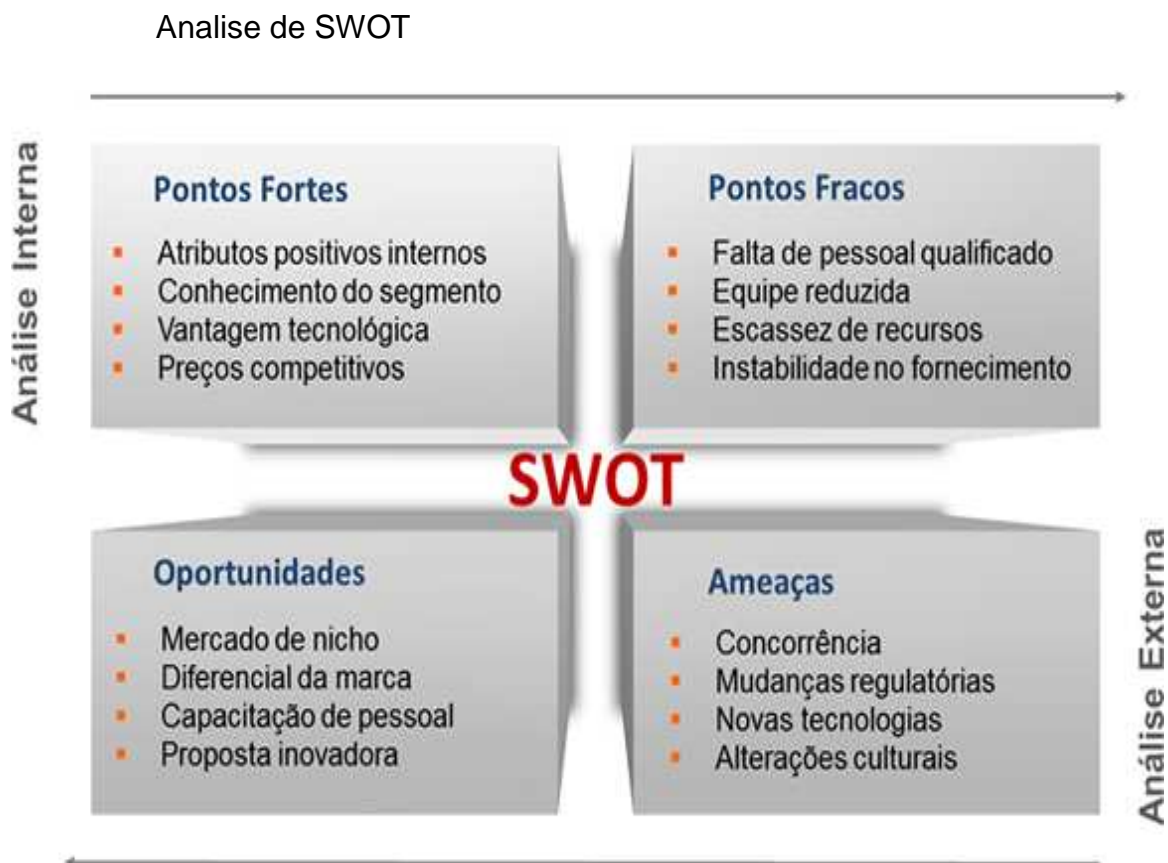 Analise de SWOT
Análise Interna
Pontos Fortes
Atributos positivos internos
Conhecimento do segmento
Vantagem tecnológica
Preços competitivos
Pontos Fracos
Falta de pessoal qualificado
Equipe reduzida
Escassez de recursos
Instabilidade no fornecimento
SWOT
Oportunidades
Mercado de nicho
Diferencial da marca
Capacitação de pessoal
Proposta inovadora
Ameaças
Concorrência
Mudanças regulatórias
Novas tecnologias
Alterações culturais
Análise Externa